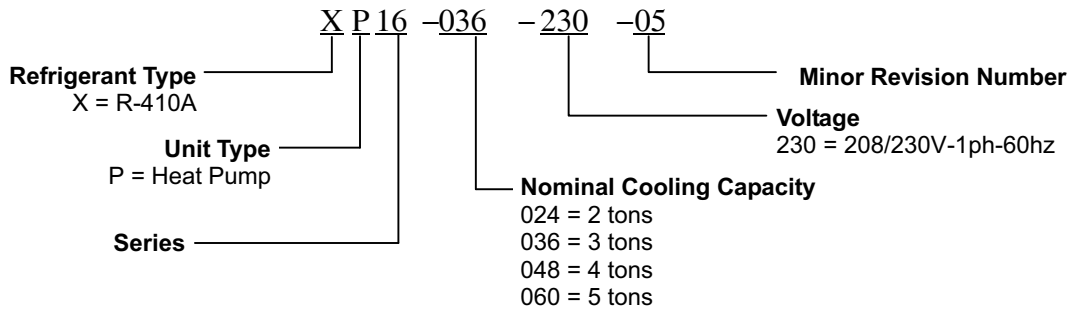 X P 16 –036 –230 –05
Refrigerant Type
X = R-410A
Minor Revision Number
Voltage
230 = 208/230V-1ph-60hz
Unit Type
P = Heat Pump
Nominal Cooling Capacity
024 = 2 tons
036 = 3 tons
048 = 4 tons
060 = 5 tons
Series